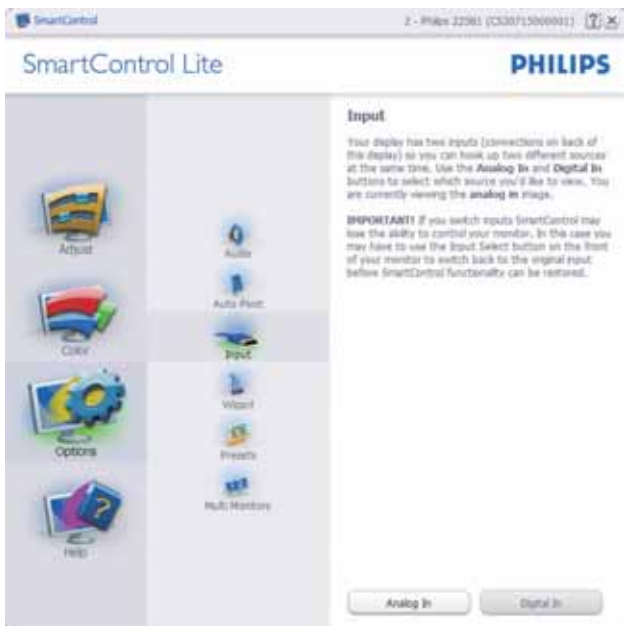 SmartControl
2 - Philips
SmartControl Lite
PHILIPS
Adjust
Color
Options
Help
Audio
Auto Pivot
Input
Wizard
Presets
Multi Monitors
Input
Your display has two inputs (connections on back of
this display) so you can hook up two different sources
at the same time. Use the Analog In and Digital In
buttons to select which source you'd like to view. You
are currently viewing the analog in image.
IMPORTANT! If you switch inputs SmartControl may
lose the ability to control your monitor. In this case you
may have to use the Input Select button on the front
of your monitor to switch back to the original input
before SmartControl functionality can be restored.
Analog In
Digital In